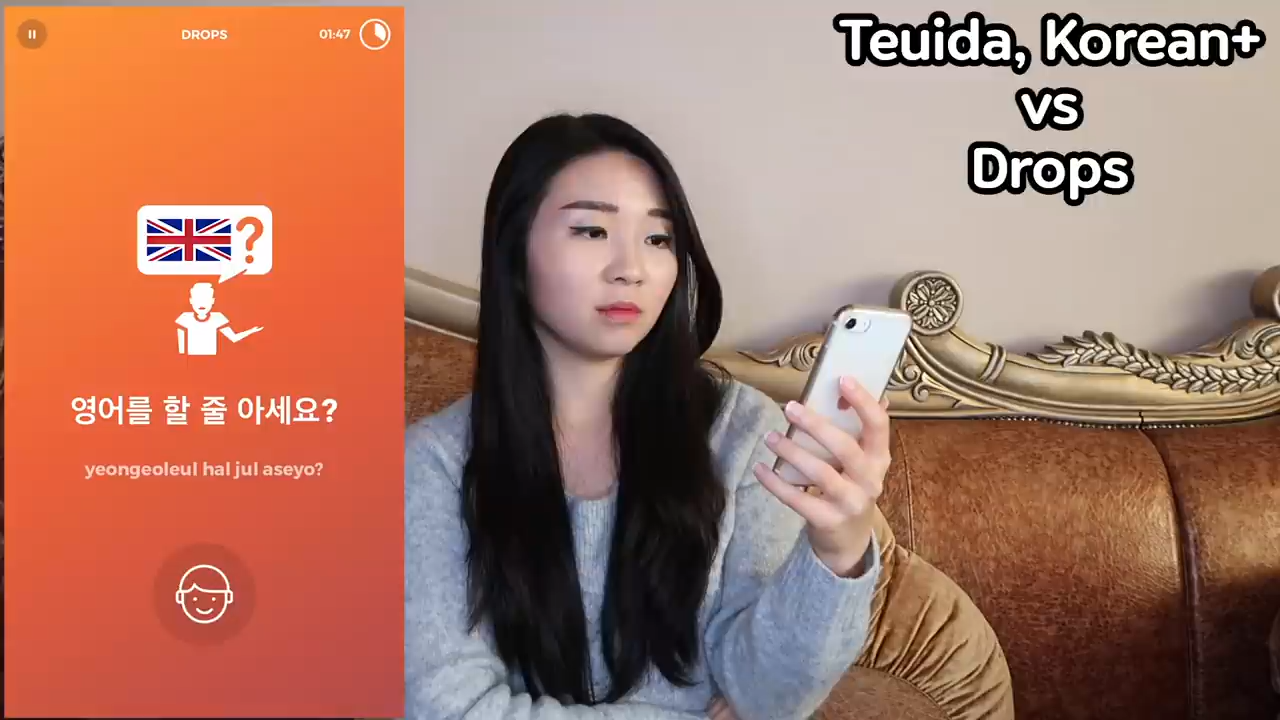 DROPS
01:47
영어를 할 줄 아세요?
yeongeoleul hal jul aseyo?
Teuida, Korean+
vs
Drops